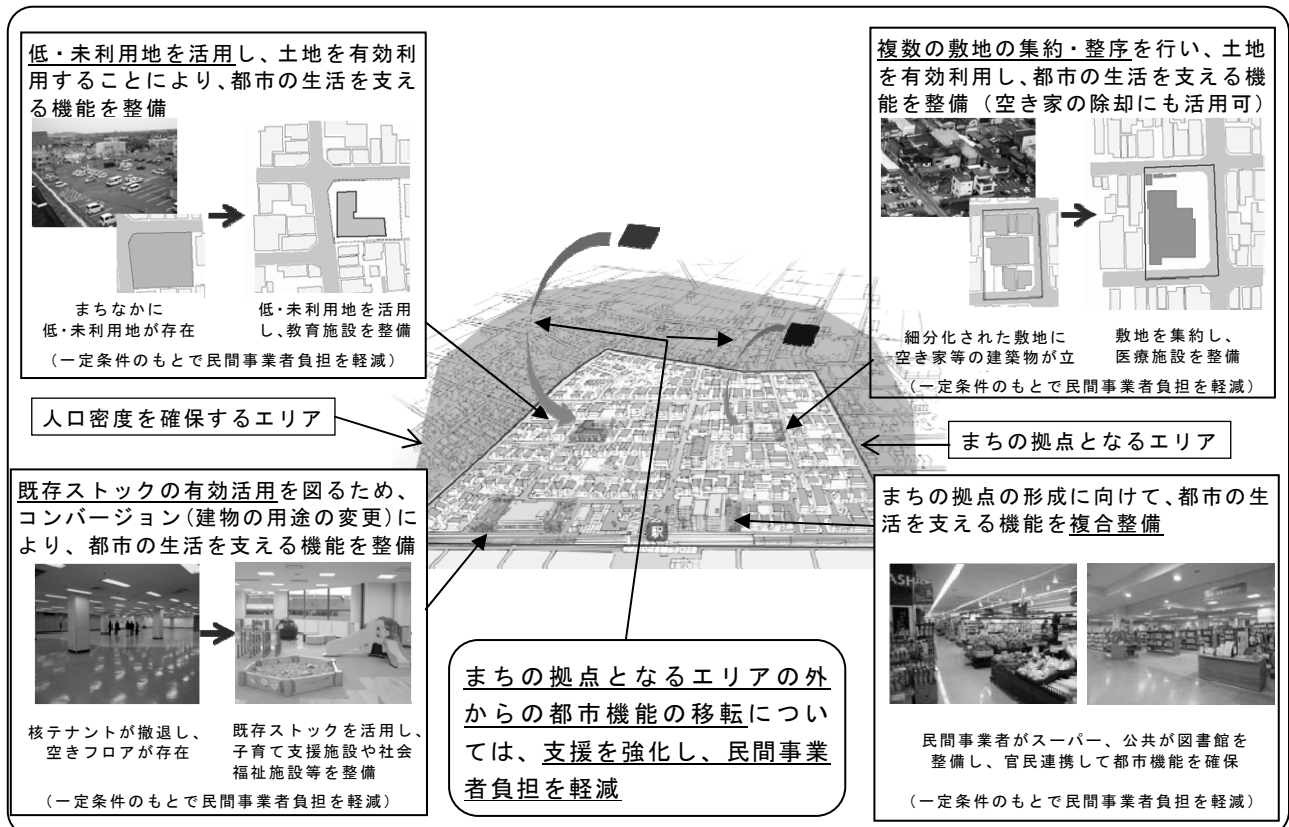 低・未利用地を活用し、土地を有効利
用することにより、都市の生活を支え
る機能を整備
まちなかに
低・未利用地が存在
低・未利用地を活用
し、教育施設を整備
(一定条件のもとで民間事業者負担を軽減)
複数の敷地の集約・整序を行い、土地
を有効利用し、都市の生活を支える機
能を整備（空き家の除却にも活用可）
細分化された敷地に
空き家等の建築物が立
敷地を集約し、
医療施設を整備
(一定条件のもとで民間事業者負担を軽減)
人口密度を確保するエリア
まちの拠点となるエリア
駅
既存ストックの有効活用を図るため、
コンバージョン(建物の用途の変更)に
より、都市の生活を支える機能を整備
核テナントが撤退し、
空きフロアが存在
既存ストックを活用し、
子育て支援施設や社会
福祉施設等を整備
(一定条件のもとで民間事業者負担を軽減)
まちの拠点となるエリアの外
からの都市機能の移転につい
ては、支援を強化し、民間事業
者負担を軽減
まちの拠点の形成に向けて、都市の生
活を支える機能を複合整備
民間事業者がスーパー、公共が図書館を
整備し、官民連携して都市機能を確保
(一定条件のもとで民間事業者負担を軽減)